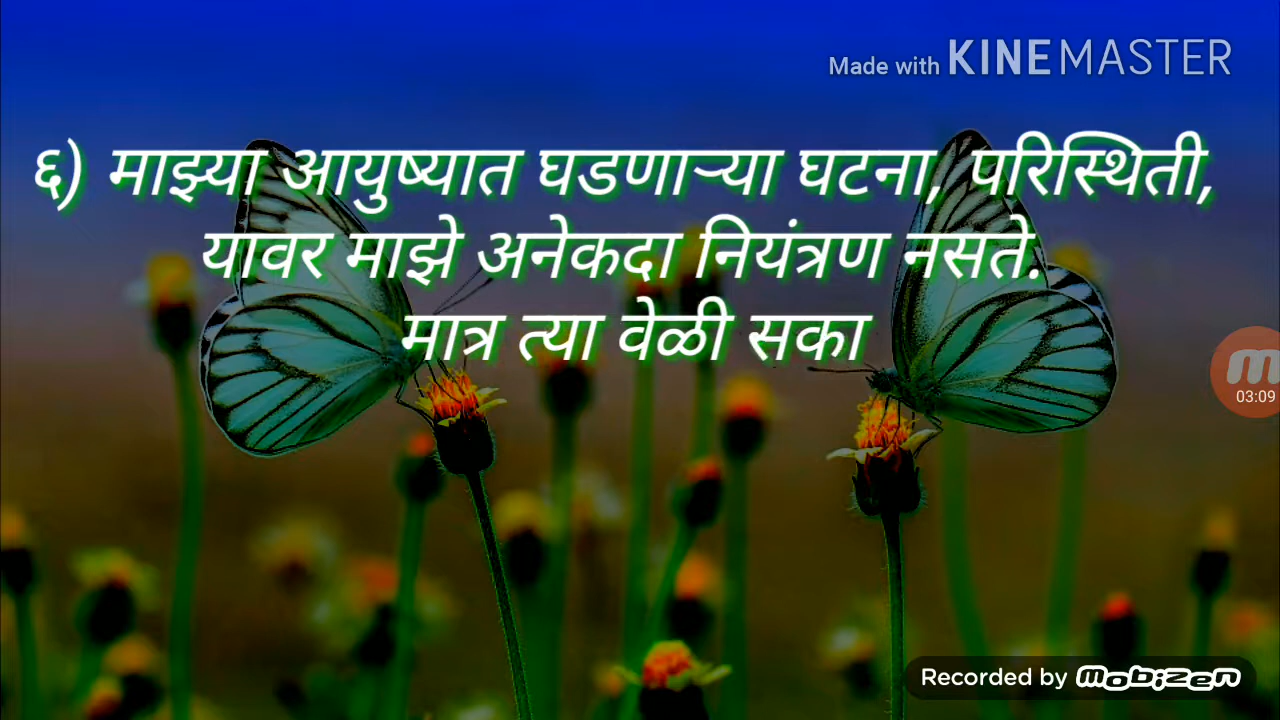 Made with KINEMASTER
६) माझ्या आयुष्यात घडणाऱ्या घटना, परिस्थिती,
यावर माझे अनेकदा नियंत्रण नसते.
मात्र त्या वेळी सका
03:09
Recorded by mobizen